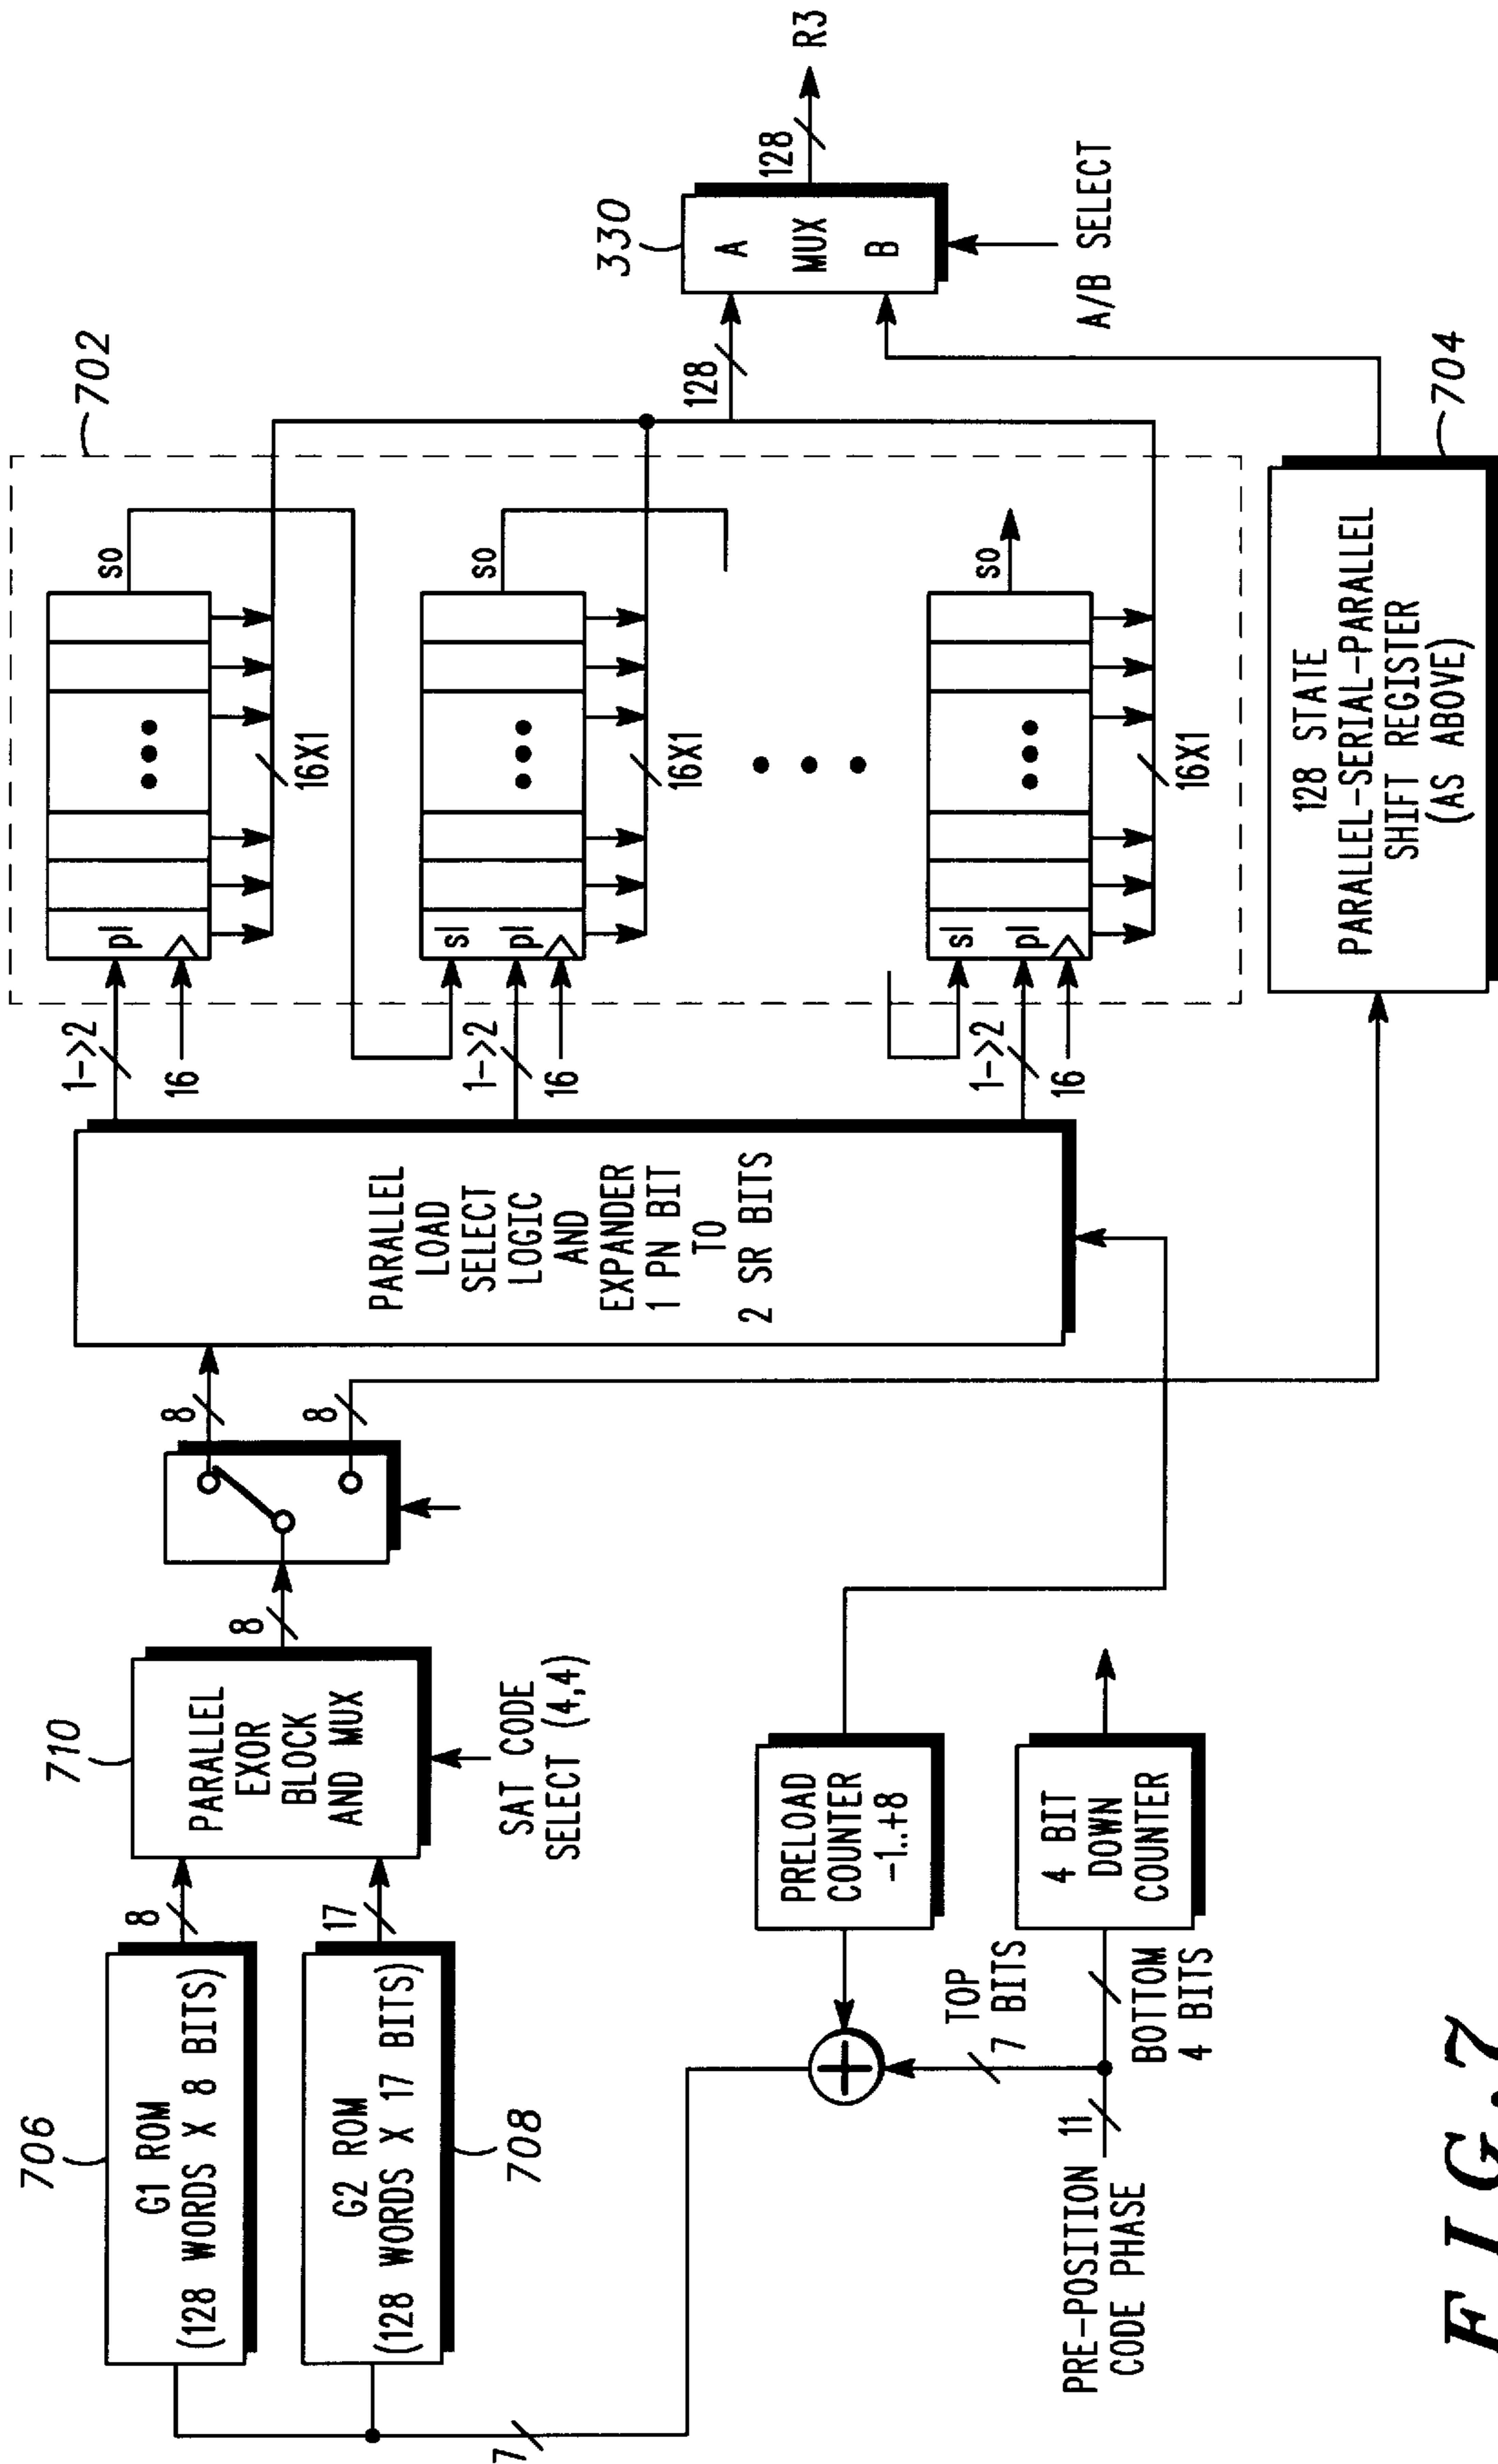 706
G1 ROM
(128 WORDS X 8 BITS)
8
G2 ROM
(128 WORDS X 17 BITS)
17
708
7
710
PARALLEL
EXOR
BLOCK
AND MUX
SAT CODE
SELECT (4,4)
8
8
8
PRE-POSITION
CODE PHASE
11
TOP
7 BITS
BOTTOM
4 BITS
PRELOAD
COUNTER
-1..+8
4 BIT
DOWN
COUNTER
PARALLEL
LOAD
SELECT
LOGIC
AND
EXPANDER
1 PN BIT
TO
2 SR BITS
702
1->2
16
pl
so
16X1
1->2
16
sl
pl
so
16X1
1->2
16
sl
pl
so
16X1
128 STATE
PARALLEL-SERIAL-PARALLEL
SHIFT REGISTER
(AS ABOVE)
704
128
330
A
MUX
B
A/B SELECT
128
R3
FIG.7